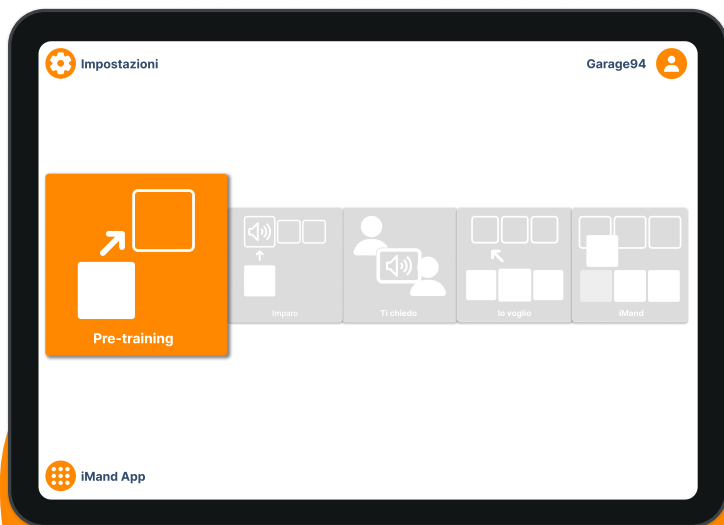 Impostazioni
Garage94
Pre-training
Imparo
Ti chiedo
Io voglio
iMand
iMand App